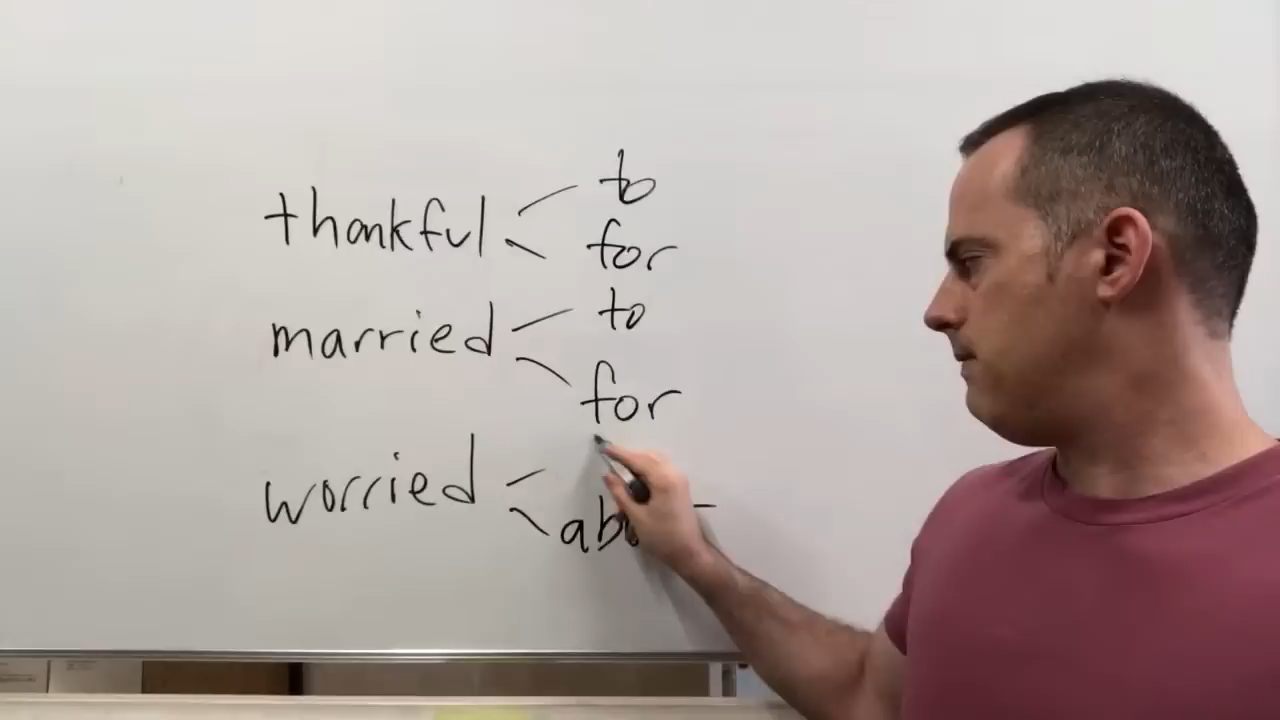 thankful
to
for
married
to
for
worried